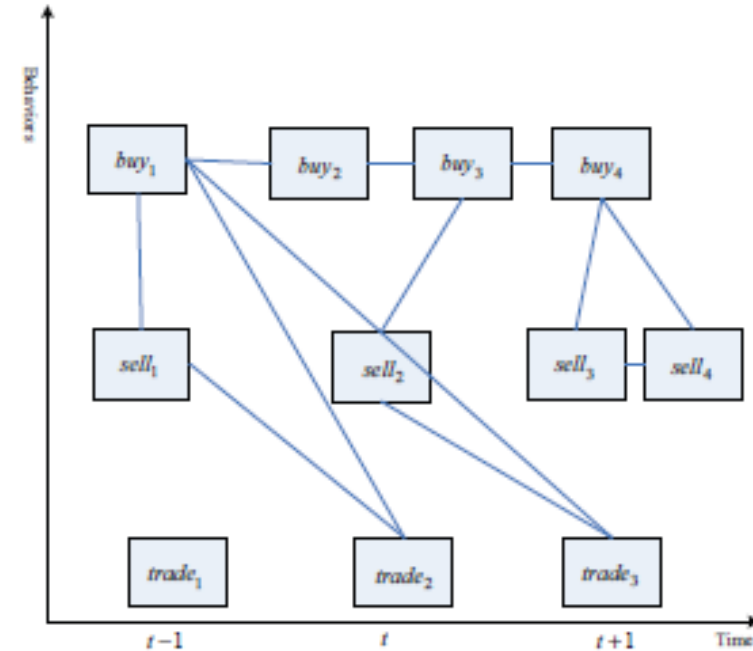 Behaviors
buy₁
buy₂
buy₃
buy₄
sell₁
sell₂
sell₃
sell₄
trade₁
trade₂
trade₃
t−1
t
t+1
Time